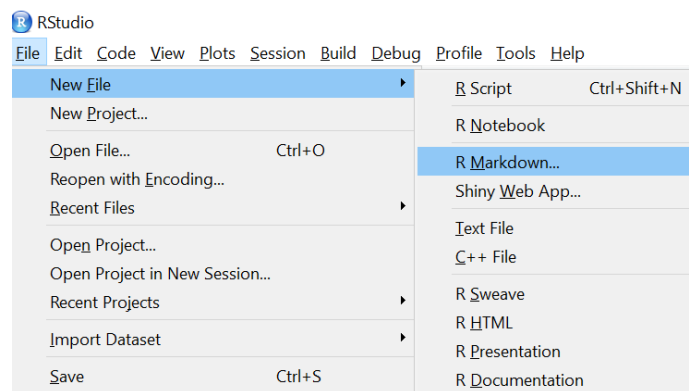 R RStudio
File Edit Code View Plots Session Build Debug Profile Tools Help
New File
New Project...
Open File... Ctrl+O
Reopen with Encoding...
Recent Files
Open Project...
Open Project in New Session...
Recent Projects
Import Dataset
Save Ctrl+S
R Script Ctrl+Shift+N
R Notebook
R Markdown...
Shiny Web App...
Text File
C++ File
R Sweave
R HTML
R Presentation
R Documentation